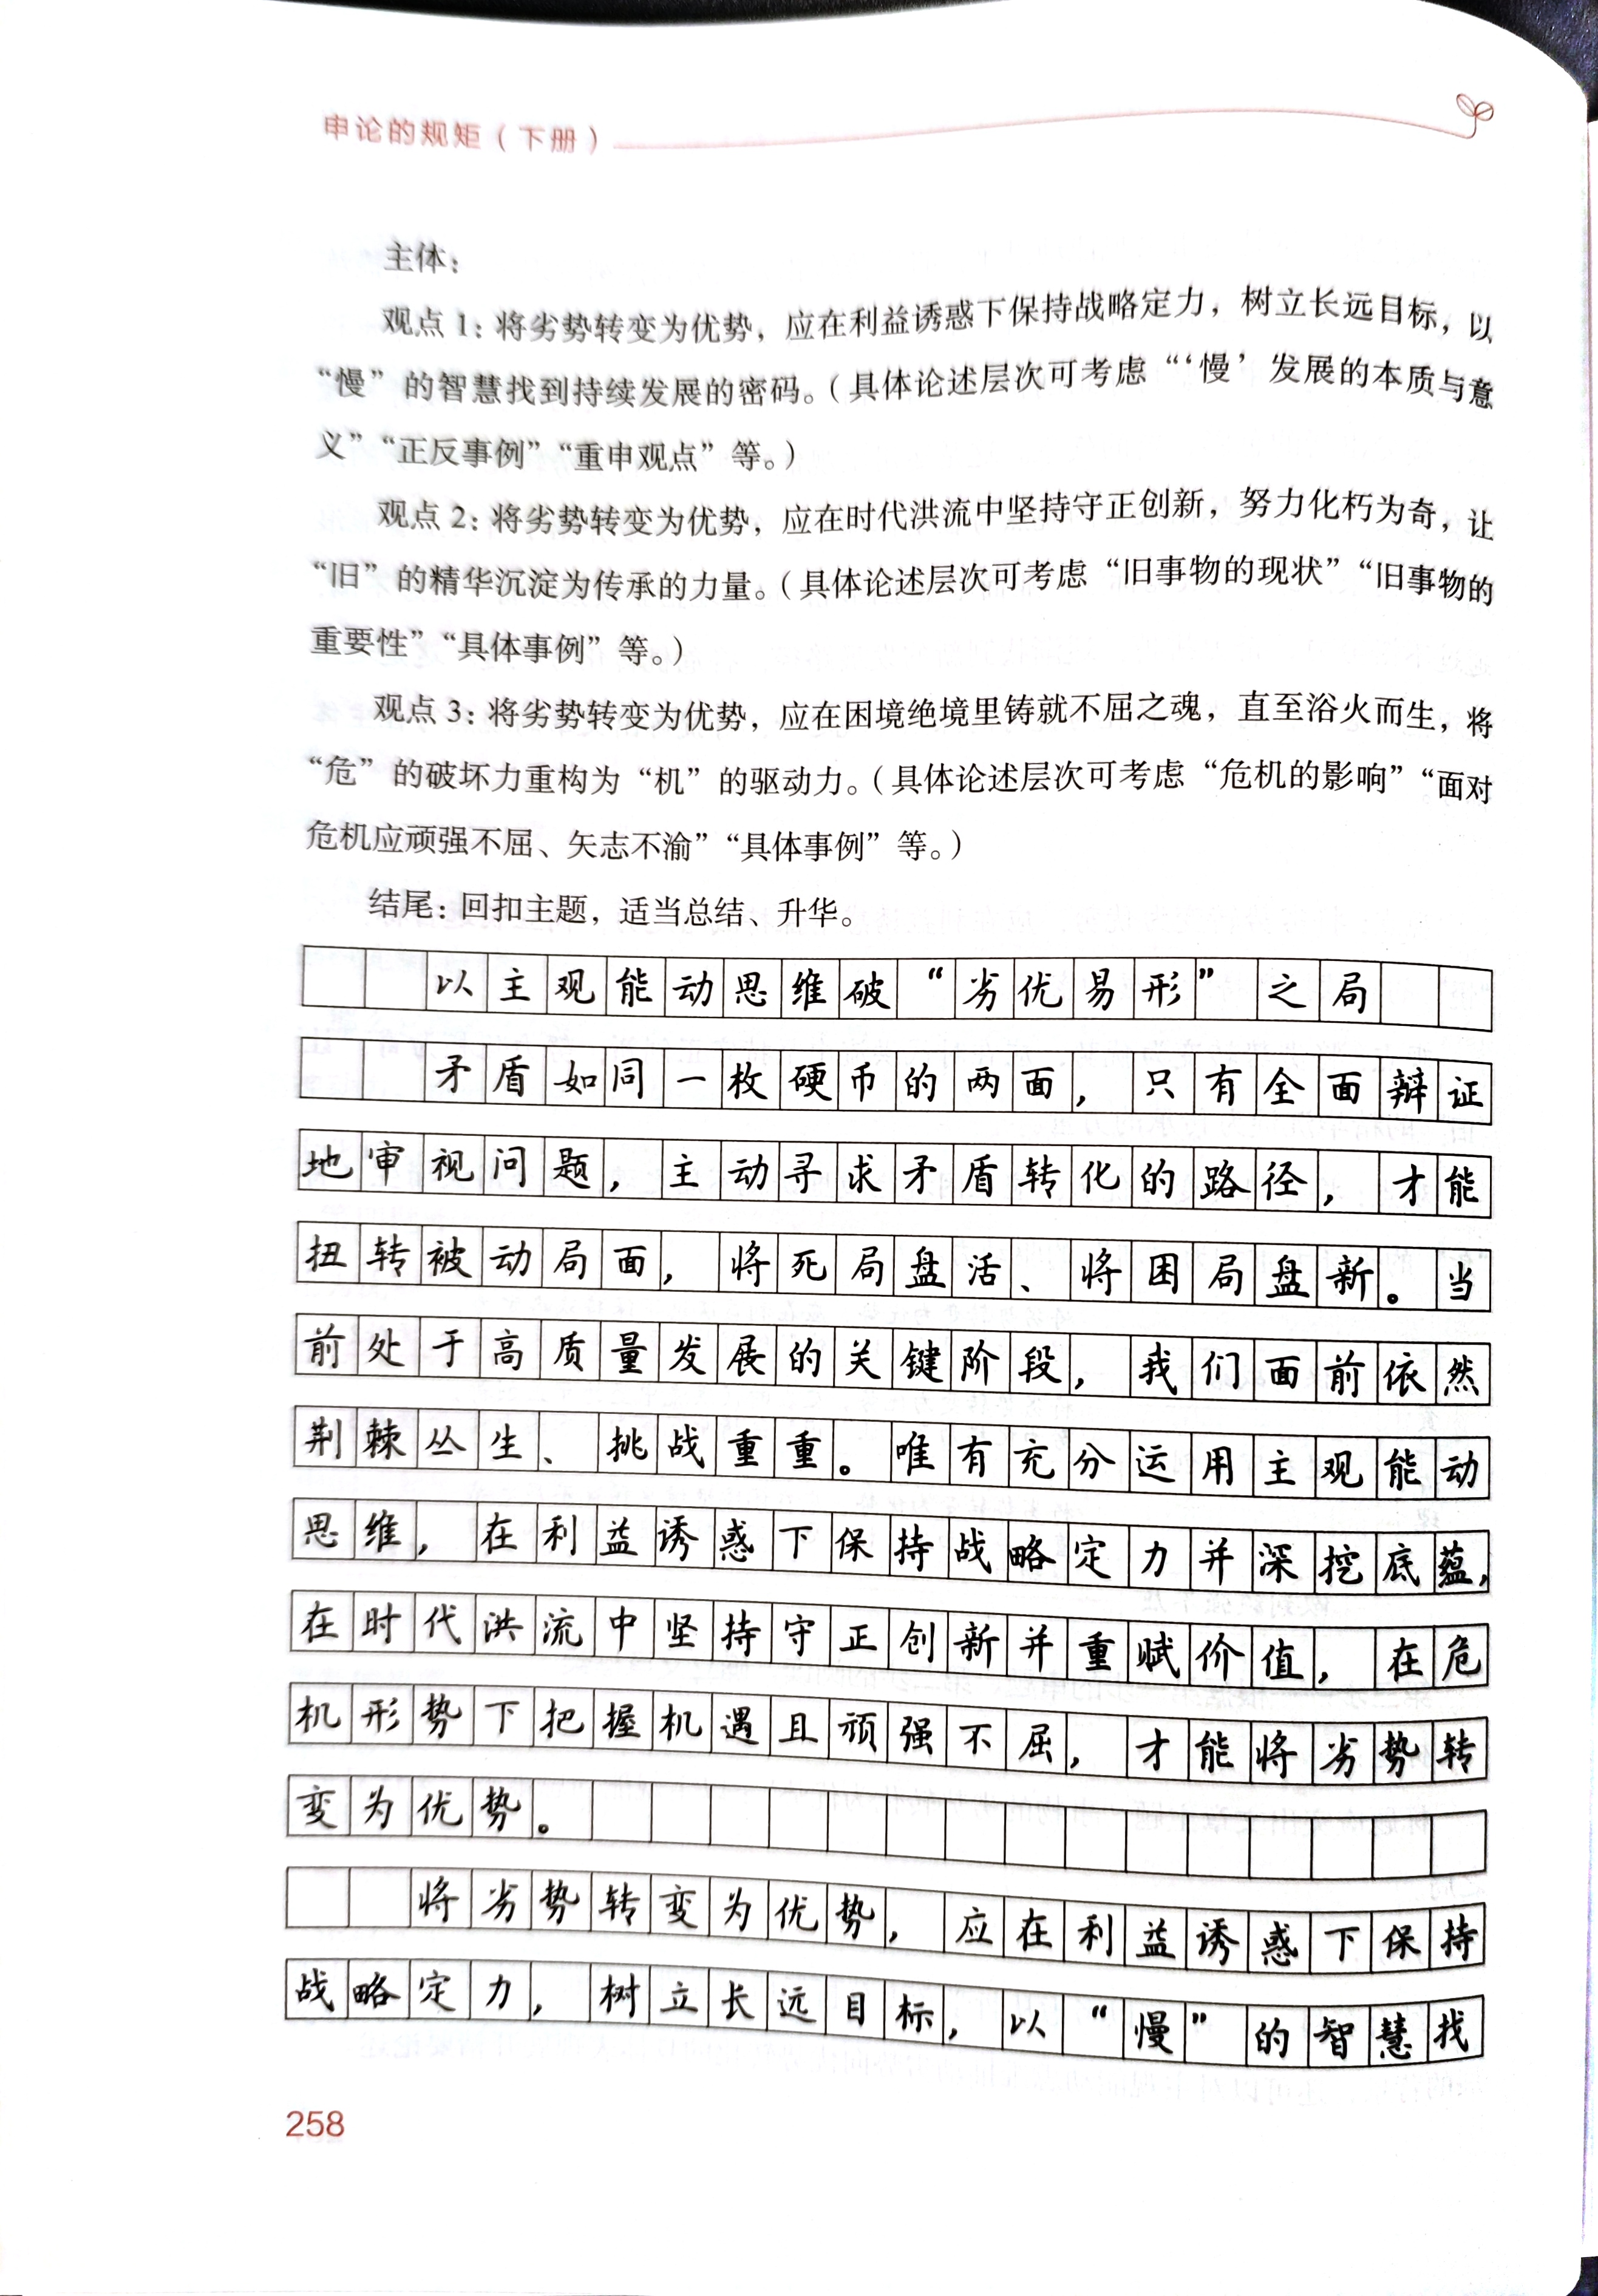 申论的规矩（下册）
主体：
观点 1：将劣势转变为优势，应在利益诱惑下保持战略定力，树立长远目标，以
“慢”的智慧找到持续发展的密码。（具体论述层次可考虑“‘慢’发展的本质与意
义”“正反事例”“重申观点”等。）
观点 2：将劣势转变为优势，应在时代洪流中坚持守正创新，努力化朽为奇，让
“旧”的精华沉淀为传承的力量。（具体论述层次可考虑“旧事物的现状”“旧事物的
重要性”“具体事例”等。）
观点 3：将劣势转变为优势，应在困境绝境里铸就不屈之魂，直至浴火而生，将
“危”的破坏力重构为“机”的驱动力。（具体论述层次可考虑“危机的影响”“面对
危机应顽强不屈、矢志不渝”“具体事例”等。）
结尾：回扣主题，适当总结、升华。
以主观能动思维破“劣优易形”之局
矛盾如同一枚硬币的两面，只有全面辩证
地审视问题，主动寻求矛盾转化的路径，才能
扭转被动局面，将死局盘活、将困局盘新。当
前处于高质量发展的关键阶段，我们面前依然
荆棘丛生、挑战重重。唯有充分运用主观能动
思维，在利益诱惑下保持战略定力并深挖底蕴，
在时代洪流中坚持守正创新并重赋价值，在危
机形势下把握机遇且顽强不屈，才能将劣势转
变为优势。
将劣势转变为优势，应在利益诱惑下保持
战略定力，树立长远目标，以“慢”的智慧找
258